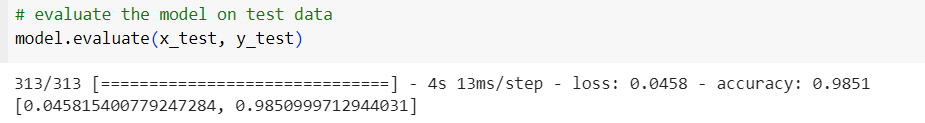 # evaluate the model on test data
model.evaluate(x_test, y_test)
313/313 [==============================] - 4s 13ms/step - loss: 0.0458 - accuracy: 0.9851
[0.045815400779247284, 0.9850999712944031]